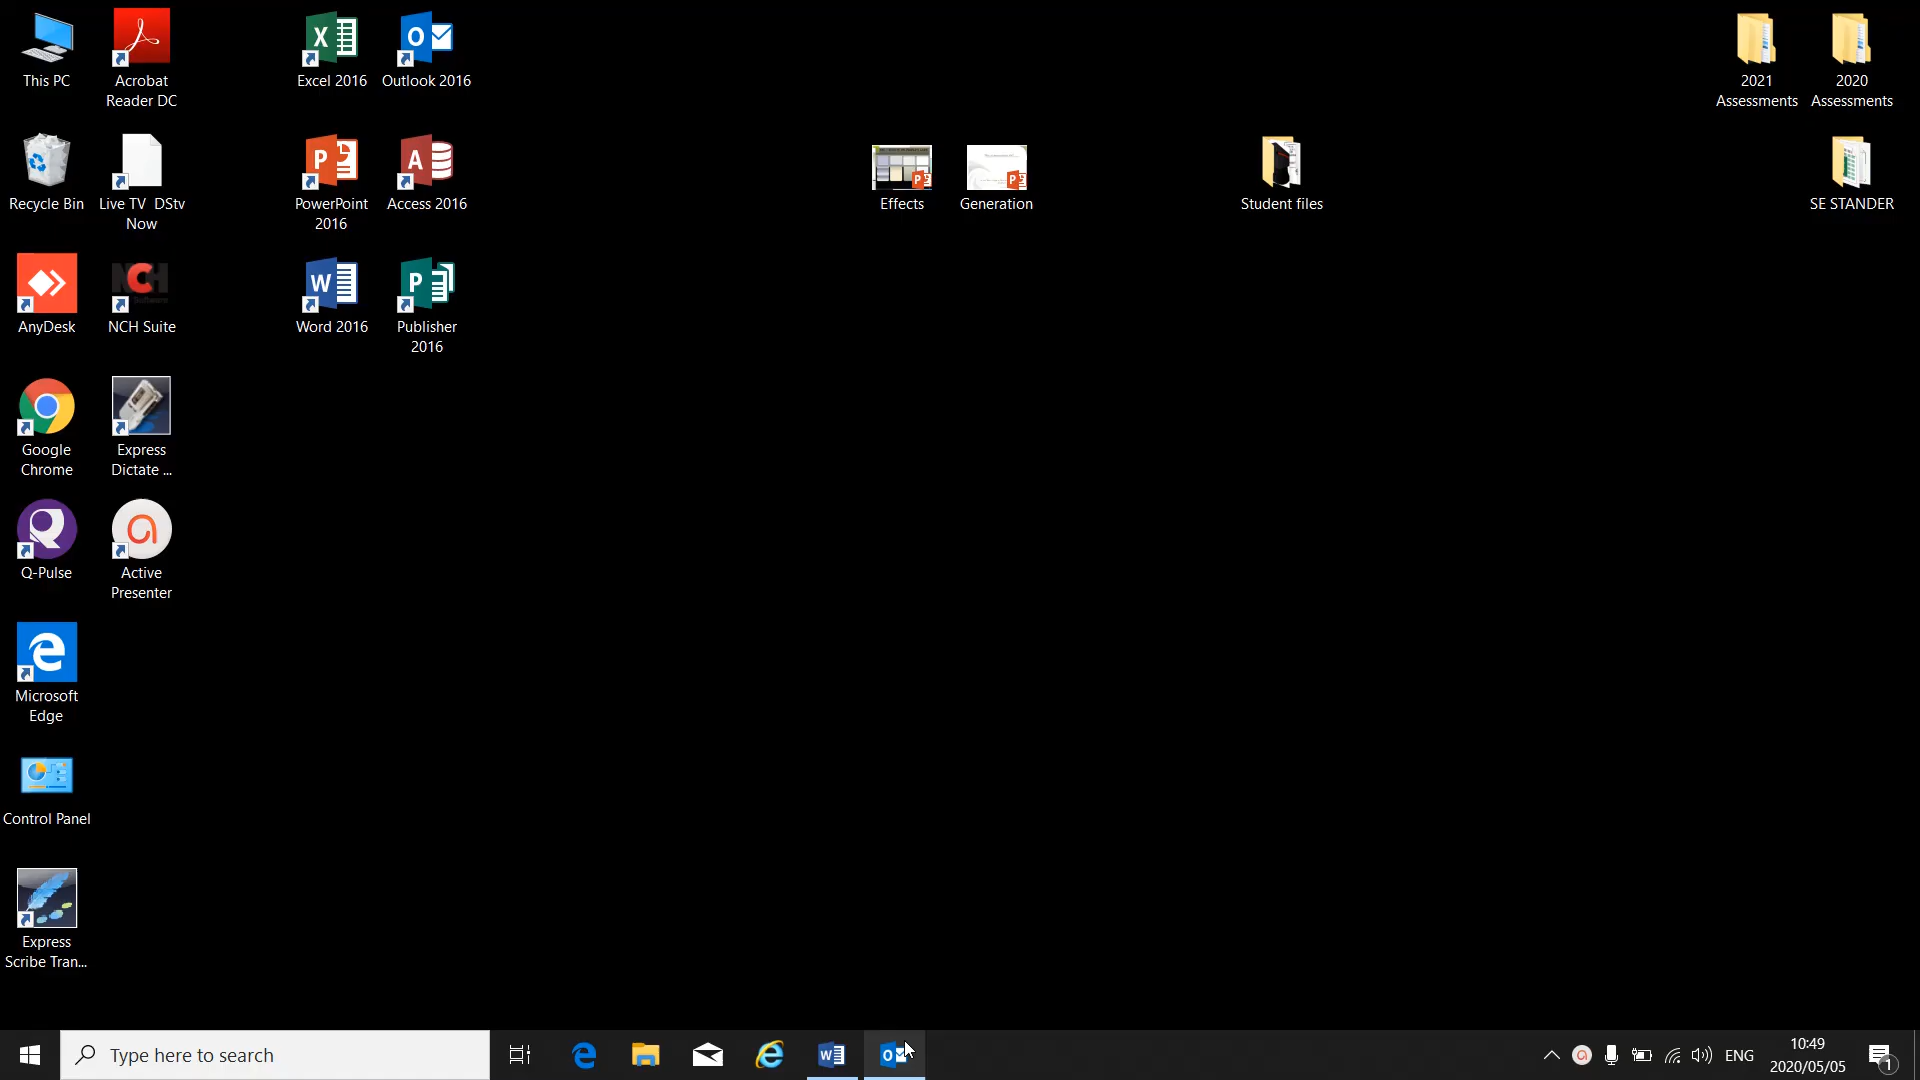 This PC
Acrobat
Reader DC
Excel 2016
Outlook 2016
2021
Assessments
2020
Assessments
Recycle Bin
Live TV DStv
Now
PowerPoint
2016
Access 2016
Effects
Generation
Student files
SE STANDER
AnyDesk
NCH Suite
Word 2016
Publisher
2016
Google
Chrome
Express
Dictate ...
Q-Pulse
Active
Presenter
Microsoft
Edge
Control Panel
Express
Scribe Tran...
Type here to search
ENG
10:49
2020/05/05
1